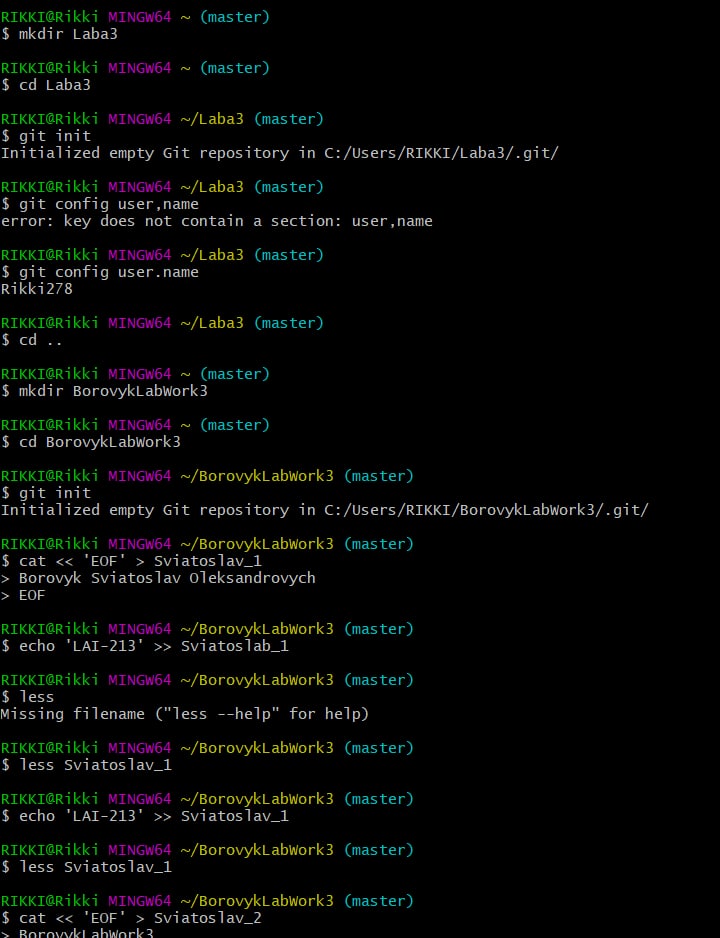 RIKKI@Rikki MINGW64 ~ (master)
$ mkdir Laba3
RIKKI@Rikki MINGW64 ~ (master)
$ cd Laba3
RIKKI@Rikki MINGW64 ~/Laba3 (master)
$ git init
Initialized empty Git repository in C:/Users/RIKKI/Laba3/.git/
RIKKI@Rikki MINGW64 ~/Laba3 (master)
$ git config user,name
error: key does not contain a section: user,name
RIKKI@Rikki MINGW64 ~/Laba3 (master)
$ git config user.name
Rikki278
RIKKI@Rikki MINGW64 ~/Laba3 (master)
$ cd ..
RIKKI@Rikki MINGW64 ~ (master)
$ mkdir BorovykLabWork3
RIKKI@Rikki MINGW64 ~ (master)
$ cd BorovykLabWork3
RIKKI@Rikki MINGW64 ~/BorovykLabWork3 (master)
$ git init
Initialized empty Git repository in C:/Users/RIKKI/BorovykLabWork3/.git/
RIKKI@Rikki MINGW64 ~/BorovykLabWork3 (master)
$ cat << 'EOF' > Sviatoslav_1
> Borovyk Sviatoslav Oleksandrovych
> EOF
RIKKI@Rikki MINGW64 ~/BorovykLabWork3 (master)
$ echo 'LAI-213' >> Sviatoslab_1
RIKKI@Rikki MINGW64 ~/BorovykLabWork3 (master)
$ less
Missing filename ("less --help" for help)
RIKKI@Rikki MINGW64 ~/BorovykLabWork3 (master)
$ less Sviatoslav_1
RIKKI@Rikki MINGW64 ~/BorovykLabWork3 (master)
$ echo 'LAI-213' >> Sviatoslav_1
RIKKI@Rikki MINGW64 ~/BorovykLabWork3 (master)
$ less Sviatoslav_1
RIKKI@Rikki MINGW64 ~/BorovykLabWork3 (master)
$ cat << 'EOF' > Sviatoslav_2
> BorovykLabWork3